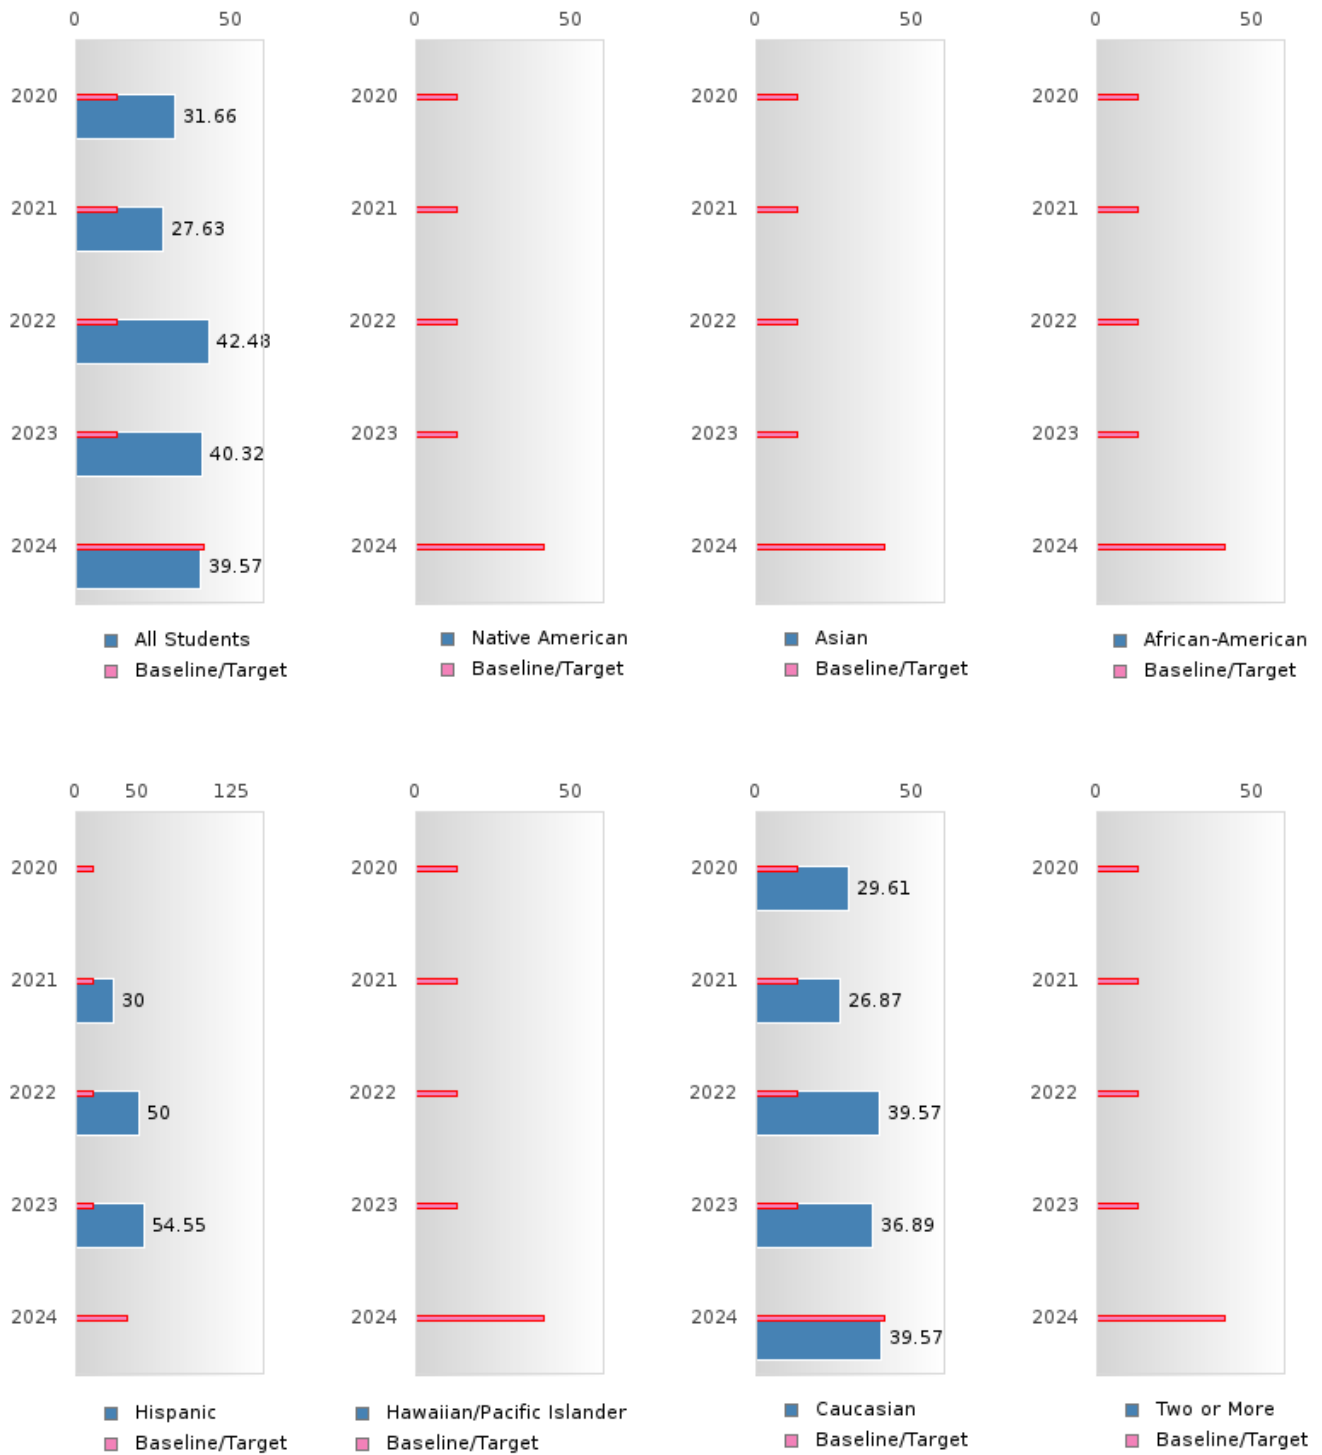 0 50 0 50 0 50 0 50
2020 31.66 2020 2020 2020
2021 27.63 2021 2021 2021
2022 42.48 2022 2022 2022
2023 40.32 2023 2023 2023
2024 39.57 2024 2024 2024
All Students Native American Asian African-American
Baseline/Target Baseline/Target Baseline/Target Baseline/Target
0 50 125 0 50 0 50 0 50
2020 2020 2020 29.61 2020
2021 30 2021 2021 26.87 2021
2022 50 2022 2022 39.57 2022
2023 54.55 2023 2023 36.89 2023
2024 2024 2024 39.57 2024
Hispanic Hawaiian/Pacific Islander Caucasian Two or More
Baseline/Target Baseline/Target Baseline/Target Baseline/Target